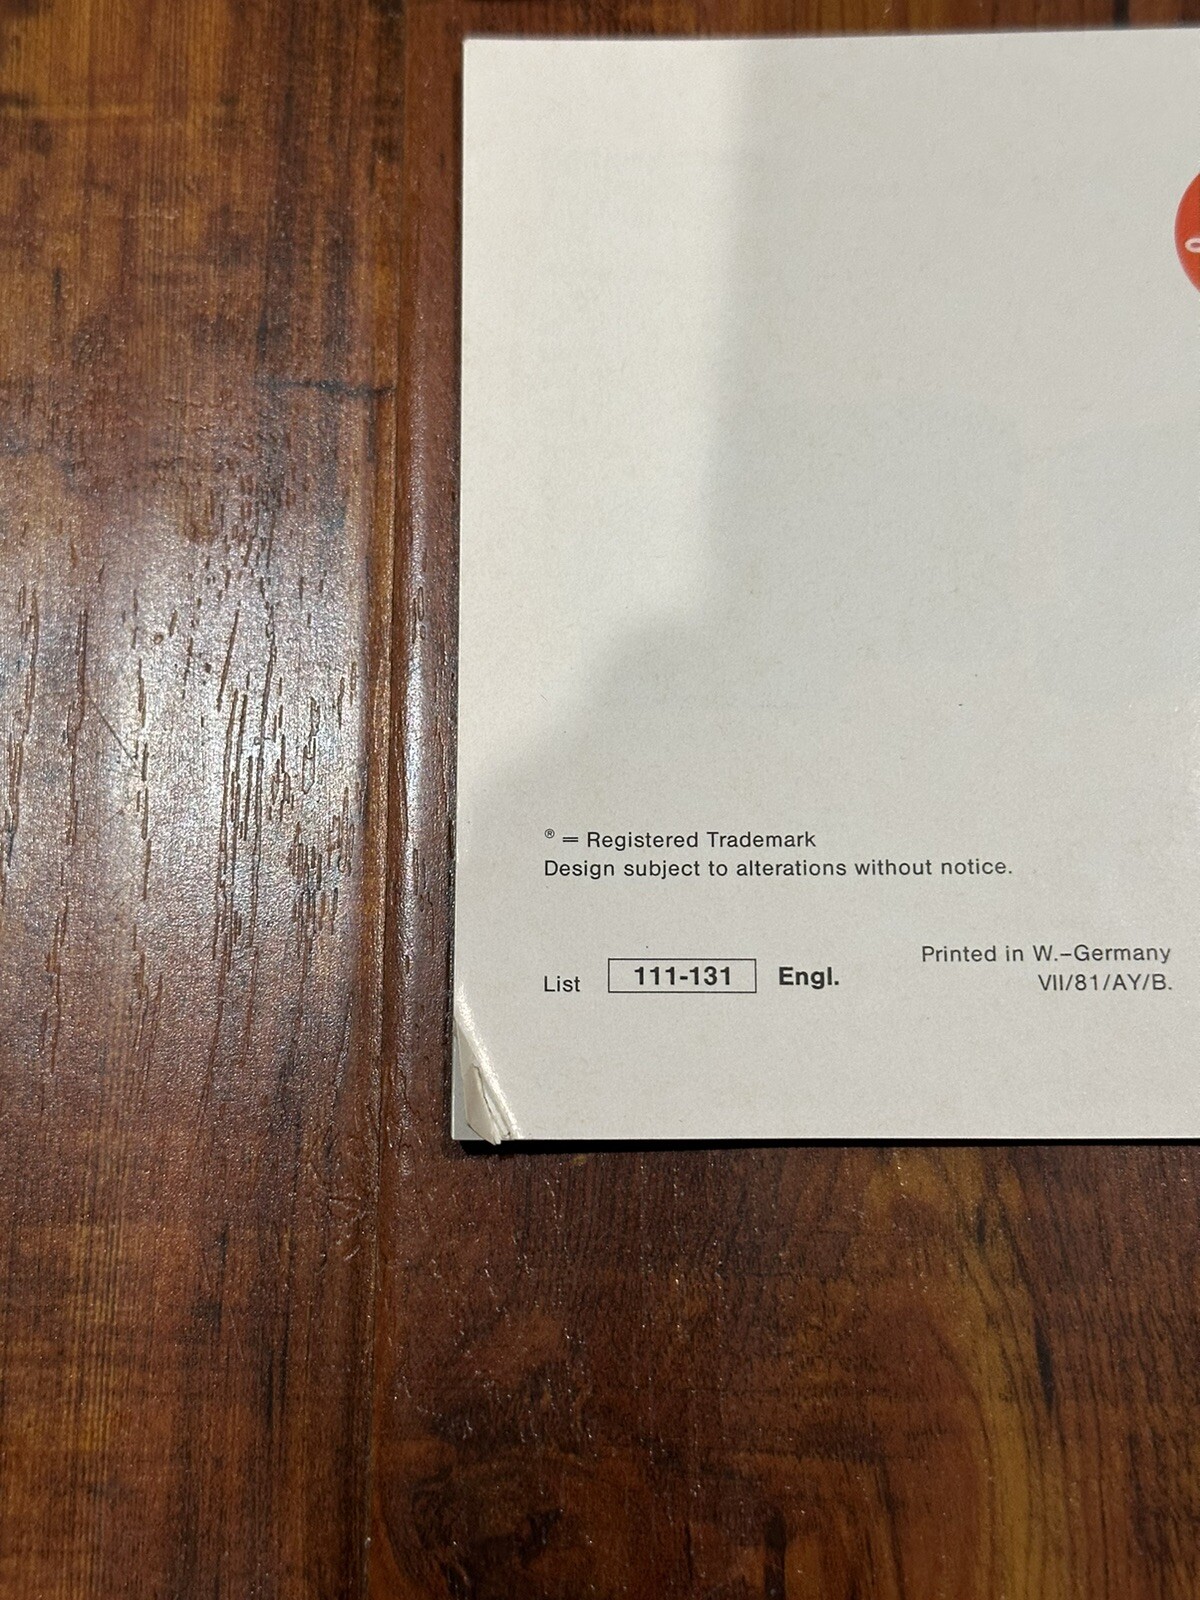 ® = Registered Trademark
Design subject to alterations without notice.
List 111-131 Engl.
Printed in W.-Germany
VII/81/AY/B.